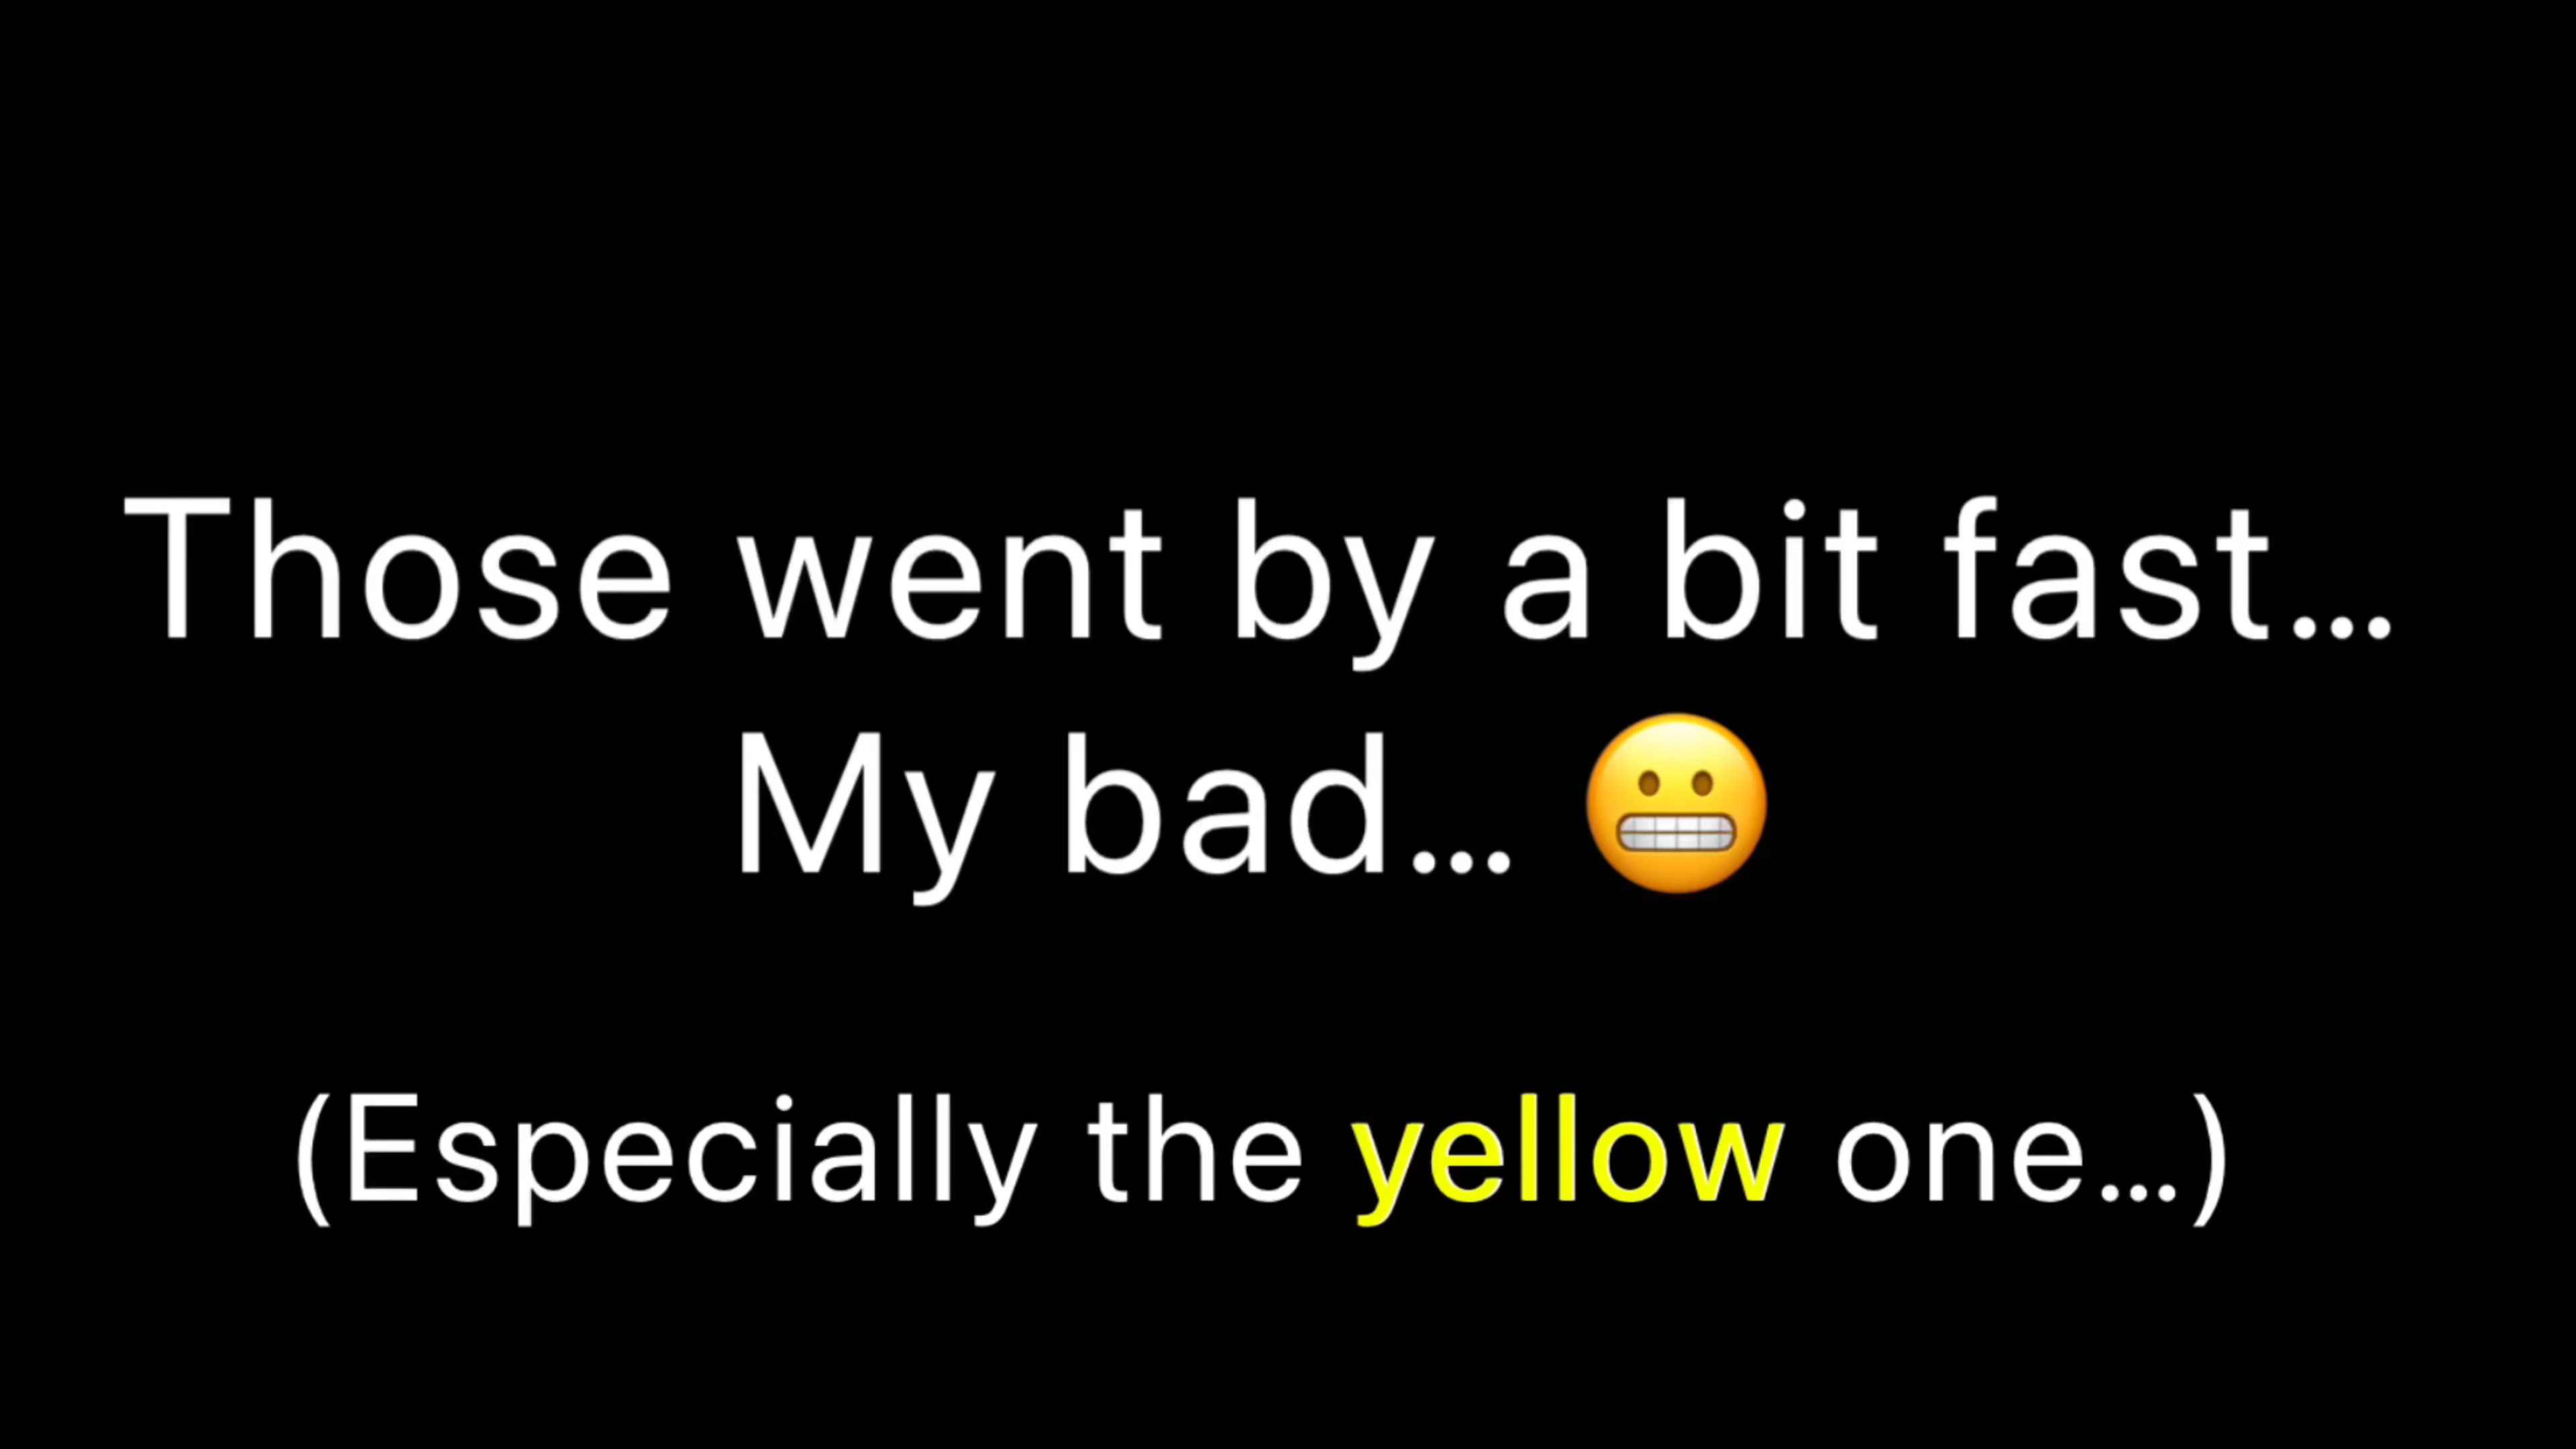 Those went by a bit fast…
My bad… 😬
(Especially the yellow one…)